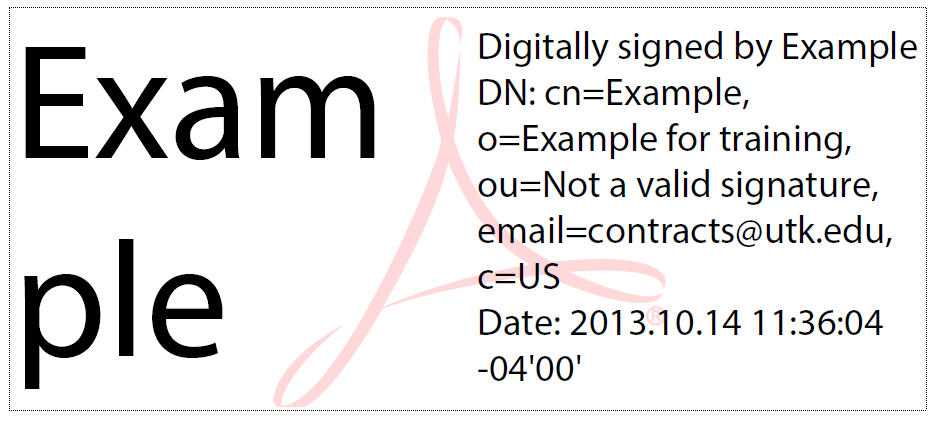 Exam
ple
Digitally signed by Example
DN: cn=Example,
o=Example for training,
ou=Not a valid signature,
email=contracts@utk.edu,
c=US
Date: 2013.10.14 11:36:04
-04'00'
®